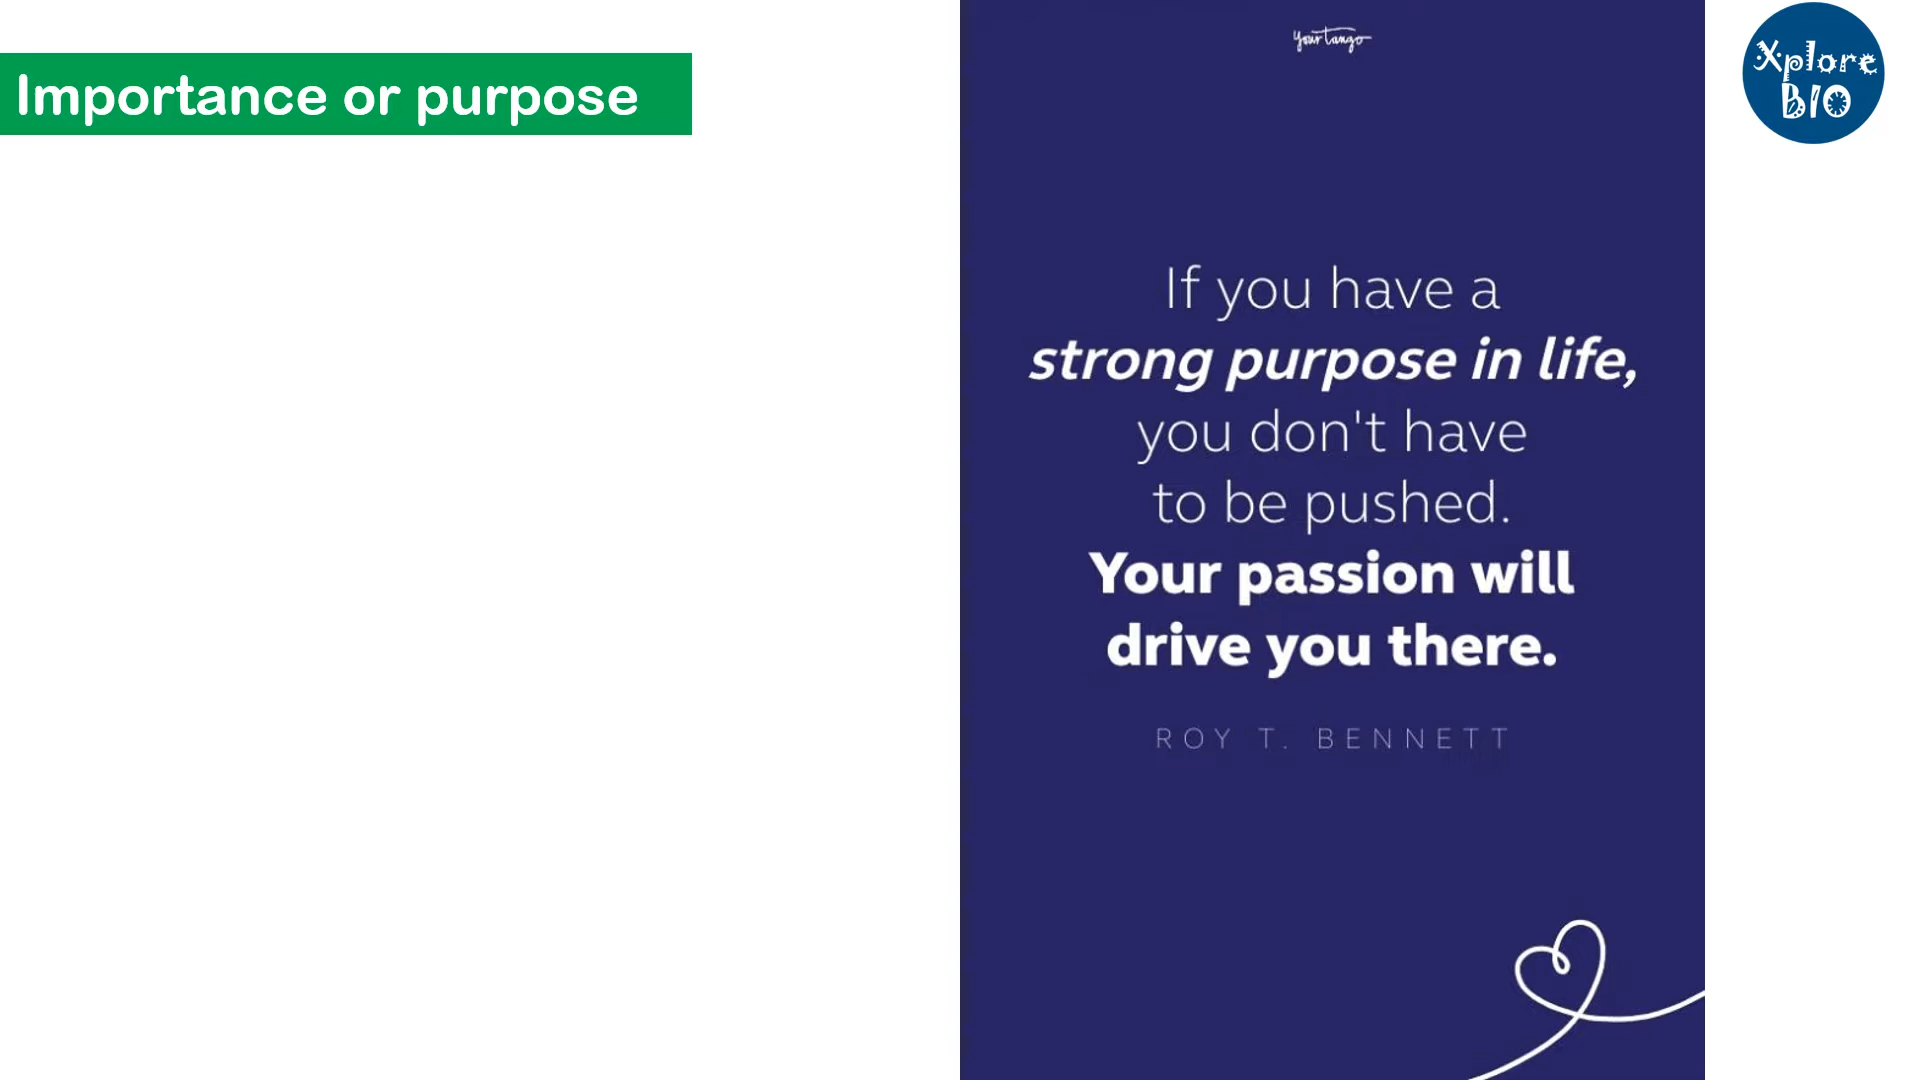 Importance or purpose
yourtango
Xplore
BIO
If you have a
strong purpose in life,
you don't have
to be pushed.
Your passion will
drive you there.
ROY T. BENNETT